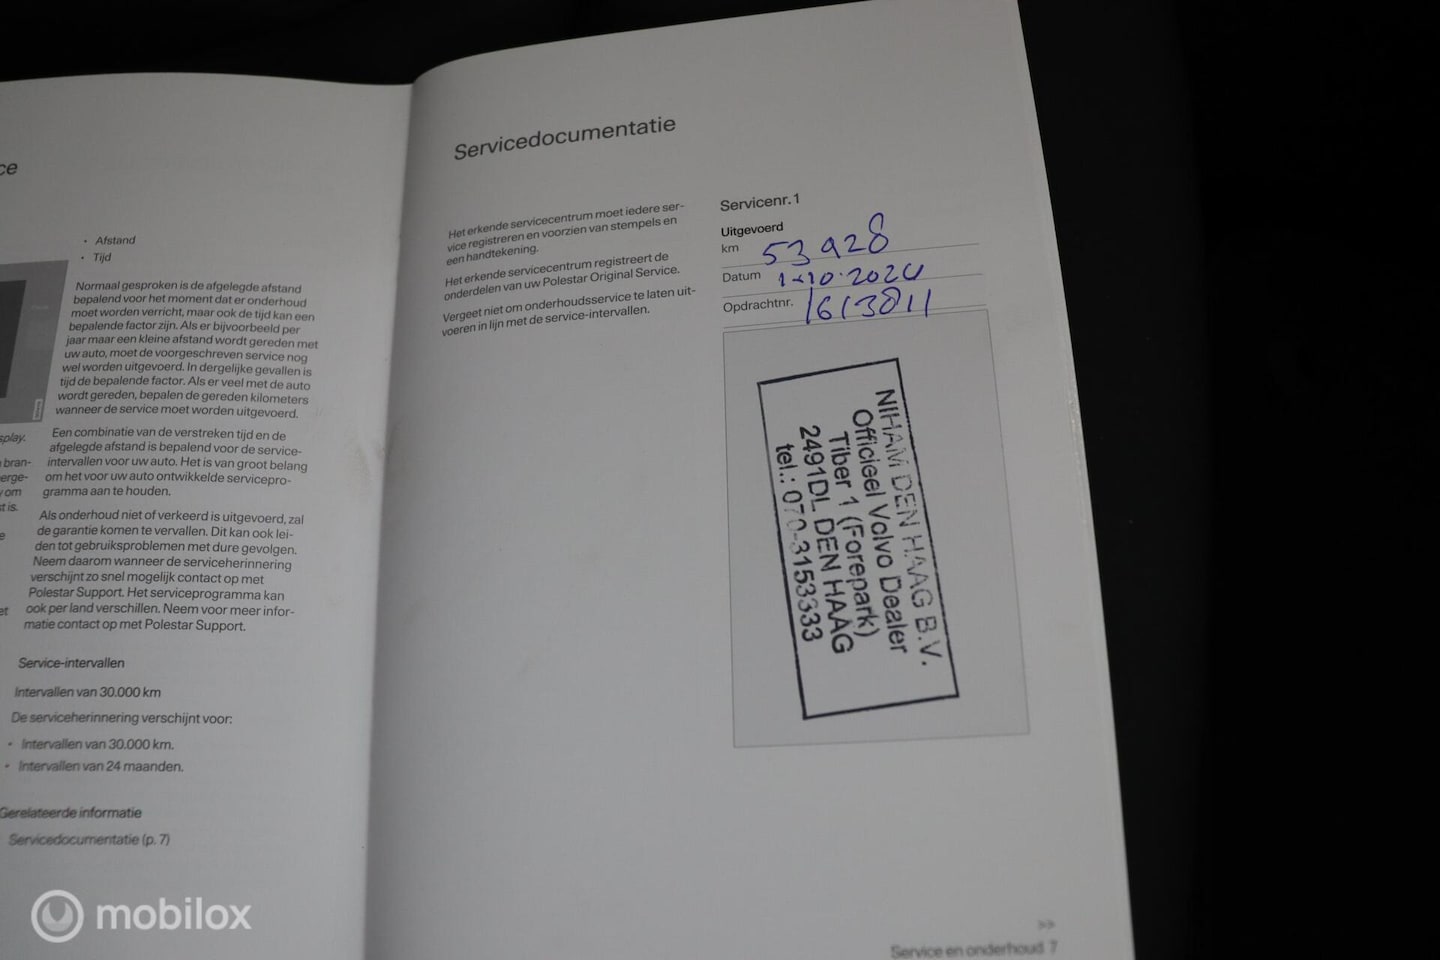 ce
• Afstand
• Tijd
Normaal gesproken is de afgelegde afstand
bepalend voor het moment dat er onderhoud
moet worden verricht, maar ook de tijd kan een
bepalende factor zijn. Als er bijvoorbeeld per
jaar maar een kleine afstand wordt gereden met
uw auto, moet de voorgeschreven service nog
wel worden uitgevoerd. In dergelijke gevallen is
tijd de bepalende factor. Als er veel met de auto
wordt gereden, bepalen de gereden kilometers
wanneer de service moet worden uitgevoerd.
splay.
Een combinatie van de verstreken tijd en de
afgelegde afstand is bepalend voor de service-
intervallen voor uw auto. Het is van groot belang
om het voor uw auto ontwikkelde servicepro-
gramma aan te houden.
bran-
erge-
om
t is.
Als onderhoud niet of verkeerd is uitgevoerd, zal
de garantie komen te vervallen. Dit kan ook lei-
den tot gebruiksproblemen met dure gevolgen.
Neem daarom wanneer de serviceherinnering
verschijnt zo snel mogelijk contact op met
Polestar Support. Het serviceprogramma kan
ook per land verschillen. Neem voor meer infor-
matie contact op met Polestar Support.
e
et
Service-intervallen
Intervallen van 30.000 km
De serviceherinnering verschijnt voor:
• Intervallen van 30.000 km.
• Intervallen van 24 maanden.
Gerelateerde informatie
Servicedocumentatie (p. 7)
Servicedocumentatie
Het erkende servicecentrum moet iedere ser-
vice registreren en voorzien van stempels en
een handtekening.
Het erkende servicecentrum registreert de
onderdelen van uw Polestar Original Service.
Vergeet niet om onderhoudsservice te laten uit-
voeren in lijn met de service-intervallen.
Servicenr. 1
Uitgevoerd
km 53928
Datum 1-10-2024
Opdrachtnr. 1613811
NIHAM DEN HAAG B.V.
Officieel Volvo Dealer
Tiber 1 (Forepark)
2491DL DEN HAAG
tel.: 070-3153333
>>
Service en onderhoud 7
mobilox